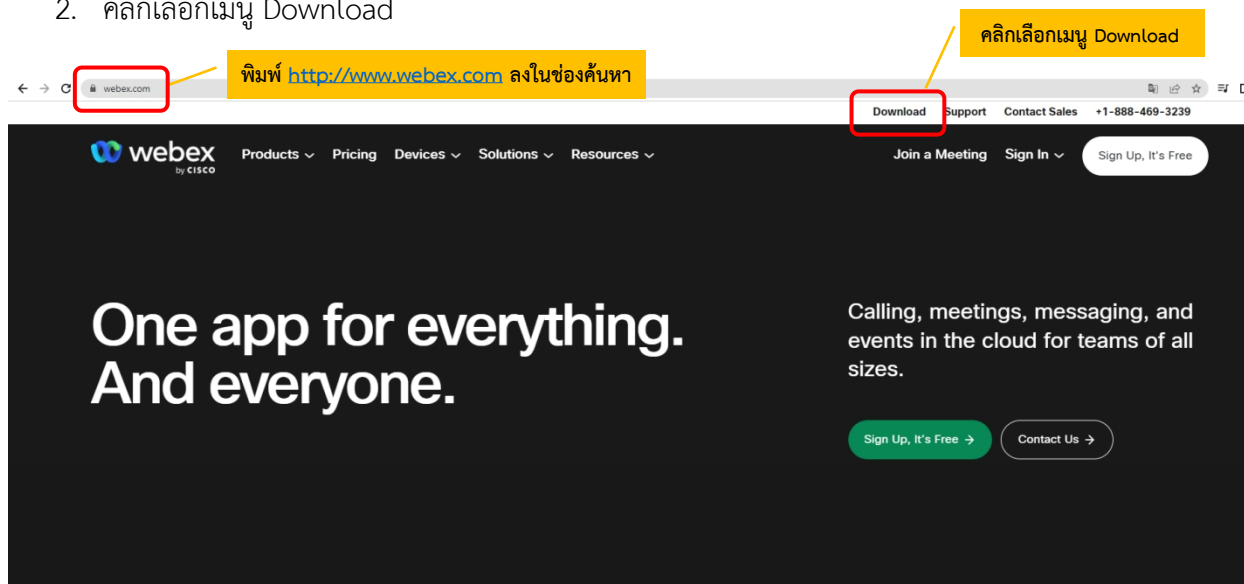 2. คลิกเลือกเมนู Download
คลิกเลือกเมนู Download
พิมพ์ http://www.webex.com ลงในช่องค้นหา
webex.com
Download Support Contact Sales +1-888-469-3239
webex by CISCO Products Pricing Devices Solutions Resources Join a Meeting Sign In Sign Up, It's Free
One app for everything.
And everyone.
Calling, meetings, messaging, and
events in the cloud for teams of all
sizes.
Sign Up, It's Free → Contact Us →